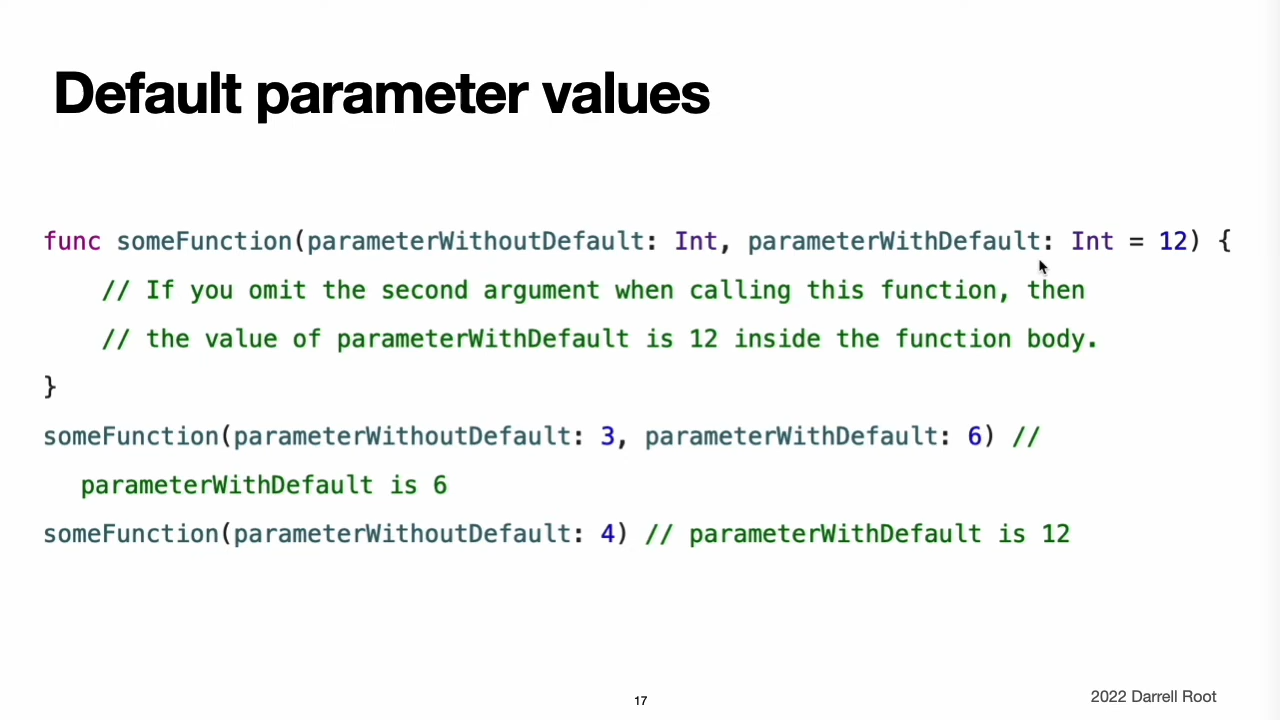 Default parameter values
func someFunction(parameterWithoutDefault: Int, parameterWithDefault: Int = 12) {
// If you omit the second argument when calling this function, then
// the value of parameterWithDefault is 12 inside the function body.
}
someFunction(parameterWithoutDefault: 3, parameterWithDefault: 6) //
parameterWithDefault is 6
someFunction(parameterWithoutDefault: 4) // parameterWithDefault is 12
17
2022 Darrell Root